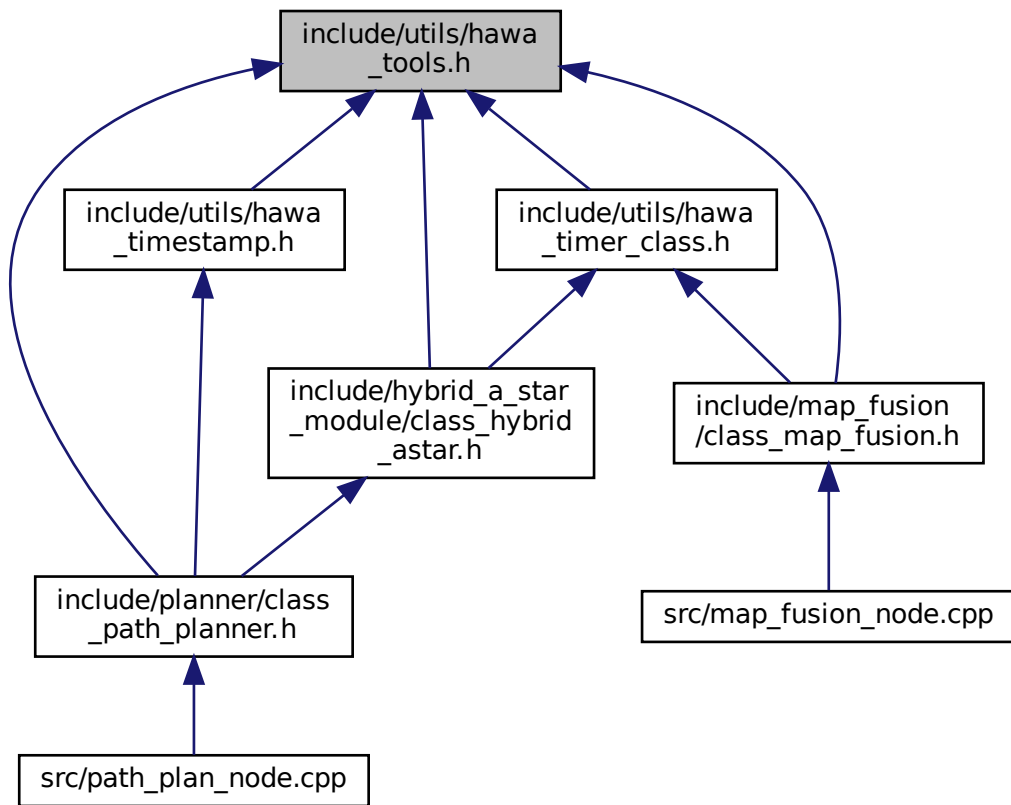 include/utils/hawa
_tools.h
include/utils/hawa
_timestamp.h
include/utils/hawa
_timer_class.h
include/hybrid_a_star
_module/class_hybrid
_astar.h
include/map_fusion
/class_map_fusion.h
include/planner/class
_path_planner.h
src/map_fusion_node.cpp
src/path_plan_node.cpp